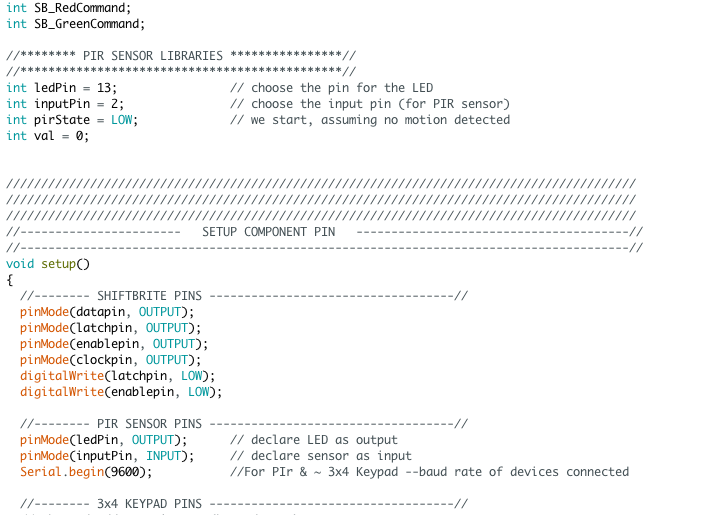 int SB_RedCommand;
int SB_GreenCommand;
//******** PIR SENSOR LIBRARIES ****************//
//**********************************************//
int ledPin = 13;                // choose the pin for the LED
int inputPin = 2;               // choose the input pin (for PIR sensor)
int pirState = LOW;             // we start, assuming no motion detected
int val = 0;
//////////////////////////////////////////////////////////////////////////////////////////
//////////////////////////////////////////////////////////////////////////////////////////
//////////////////////////////////////////////////////////////////////////////////////////
//-----------------------   SETUP COMPONENT PIN   ---------------------------------------//
//---------------------------------------------------------------------------------------//
void setup()
{
  //-------- SHIFTBRITE PINS -----------------------------------//
  pinMode(datapin, OUTPUT);
  pinMode(latchpin, OUTPUT);
  pinMode(enablepin, OUTPUT);
  pinMode(clockpin, OUTPUT);
  digitalWrite(latchpin, LOW);
  digitalWrite(enablepin, LOW);
  //-------- PIR SENSOR PINS -----------------------------------//
  pinMode(ledPin, OUTPUT);      // declare LED as output
  pinMode(inputPin, INPUT);     // declare sensor as input
  Serial.begin(9600);           //For PIr & ~ 3x4 Keypad --baud rate of devices connected
  //-------- 3x4 KEYPAD PINS -----------------------------------//